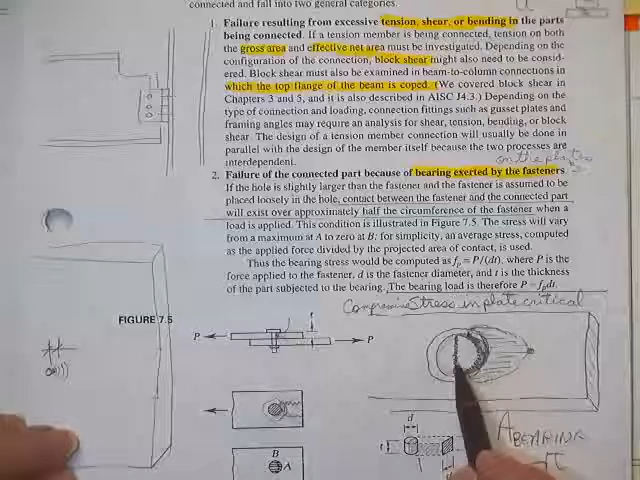 connected and fall into two general categories.
1. Failure resulting from excessive tension, shear, or bending in the parts
being connected. If a tension member is being connected, tension on both
the gross area and effective net area must be investigated. Depending on the
configuration of the connection, block shear might also need to be consid-
ered. Block shear must also be examined in beam-to-column connections in
which the top flange of the beam is coped. (We covered block shear in
Chapters 3 and 5, and it is also described in AISC J4.3.) Depending on the
type of connection and loading, connection fittings such as gusset plates and
framing angles may require an analysis for shear, tension, bending, or block
shear. The design of a tension member connection will usually be done in
parallel with the design of the member itself because the two processes are
interdependent.
on the plates
2. Failure of the connected part because of bearing exerted by the fasteners.
If the hole is slightly larger than the fastener and the fastener is assumed to be
placed loosely in the hole, contact between the fastener and the connected part
will exist over approximately half the circumference of the fastener when a
load is applied. This condition is illustrated in Figure 7.5. The stress will vary
from a maximum at A to zero at B; for simplicity, an average stress, computed
as the applied force divided by the projected area of contact, is used.
Thus the bearing stress would be computed as fp = P/(dt), where P is the
force applied to the fastener, d is the fastener diameter, and t is the thickness
of the part subjected to the bearing. The bearing load is therefore P = fpdt.
Compressive Stress in plate critical
FIGURE 7.5
t
P
P
d
t
A BEARING
B
A
d